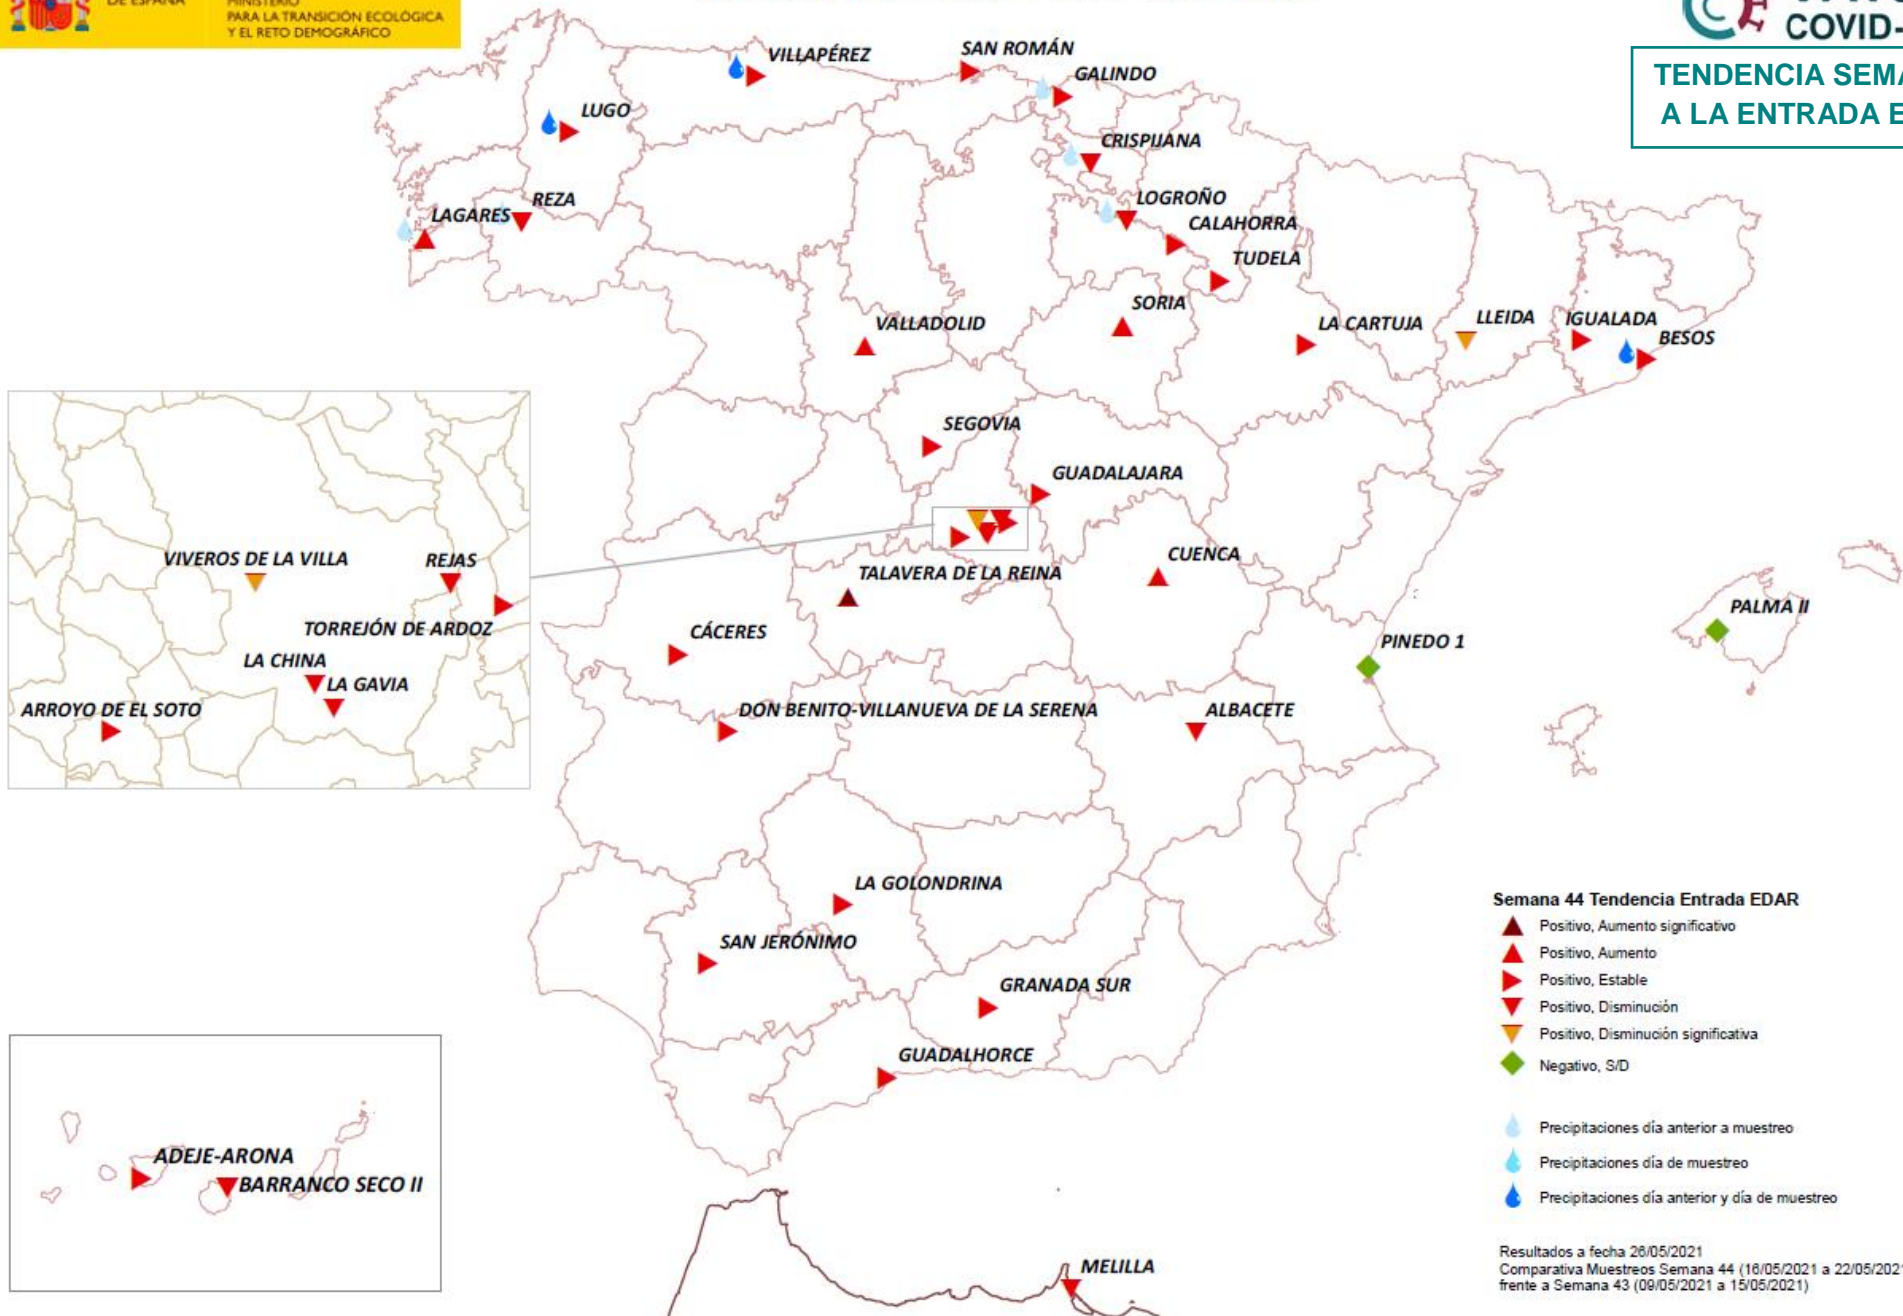 DE ESPAÑA
MINISTERIO
PARA LA TRANSICIÓN ECOLÓGICA
Y EL RETO DEMOGRÁFICO
COVID-
TENDENCIA SEMA
A LA ENTRADA E
VILLAPÉREZ
SAN ROMÁN
GALINDO
LUGO
CRISPIJANA
REZA
LAGARES
LOGROÑO
CALAHORRA
TUDELA
SORIA
VALLADOLID
LA CARTUJA
LLEIDA
IGUALADA
BESOS
SEGOVIA
GUADALAJARA
CUENCA
TALAVERA DE LA REINA
CÁCERES
PALMA II
PINEDO 1
DON BENITO-VILLANUEVA DE LA SERENA
ALBACETE
VIVEROS DE LA VILLA
REJAS
TORREJÓN DE ARDOZ
LA CHINA
LA GAVIA
ARROYO DE EL SOTO
LA GOLONDRINA
SAN JERÓNIMO
GRANADA SUR
GUADALHORCE
ADEJE-ARONA
BARRANCO SECO II
MELILLA
Semana 44 Tendencia Entrada EDAR
Positivo, Aumento significativo
Positivo, Aumento
Positivo, Estable
Positivo, Disminución
Positivo, Disminución significativa
Negativo, S/D
Precipitaciones día anterior a muestreo
Precipitaciones día de muestreo
Precipitaciones día anterior y día de muestreo
Resultados a fecha 26/05/2021
Comparativa Muestreos Semana 44 (16/05/2021 a 22/05/2021
frente a Semana 43 (09/05/2021 a 15/05/2021)